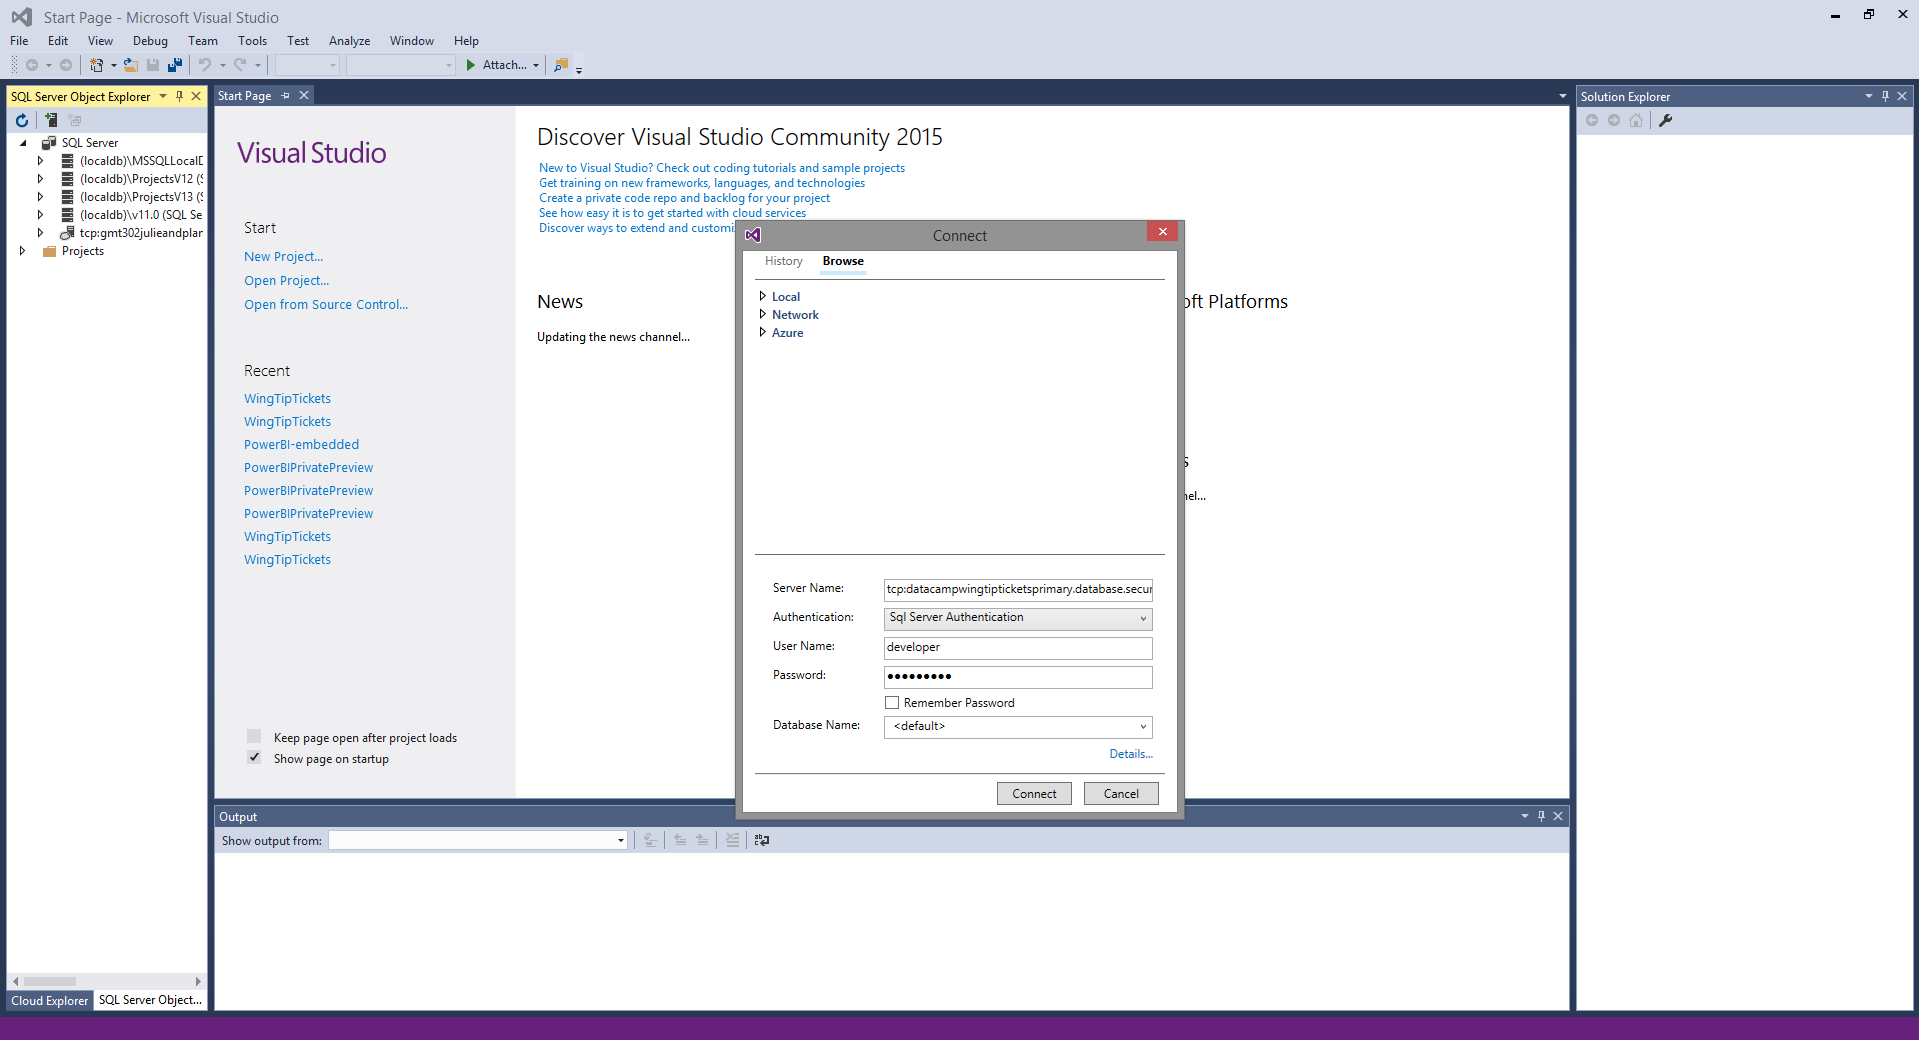 Start Page - Microsoft Visual Studio
File Edit View Debug Team Tools Test Analyze Window Help
Attach...
SQL Server Object Explorer
SQL Server
(localdb)\MSSQLLocalD
(localdb)\ProjectsV12 (S
(localdb)\ProjectsV13 (S
(localdb)\v11.0 (SQL Se
tcp:gmt302julieandplan
Projects
Cloud Explorer
SQL Server Object...
Start Page
Visual Studio
Start
New Project...
Open Project...
Open from Source Control...
Recent
WingTipTickets
WingTipTickets
PowerBI-embedded
PowerBIPrivatePreview
PowerBIPrivatePreview
PowerBIPrivatePreview
WingTipTickets
WingTipTickets
Keep page open after project loads
Show page on startup
Discover Visual Studio Community 2015
New to Visual Studio? Check out coding tutorials and sample projects
Get training on new frameworks, languages, and technologies
Create a private code repo and backlog for your project
See how easy it is to get started with cloud services
Discover ways to extend and customi
News
Updating the news channel...
oft Platforms
s
nel...
Connect
History Browse
Local
Network
Azure
Server Name: tcp:datacampwingtipticketsprimary.database.secur
Authentication: Sql Server Authentication
User Name: developer
Password: ●●●●●●●●●
Remember Password
Database Name: <default>
Details...
Connect Cancel
Output
Show output from:
Solution Explorer